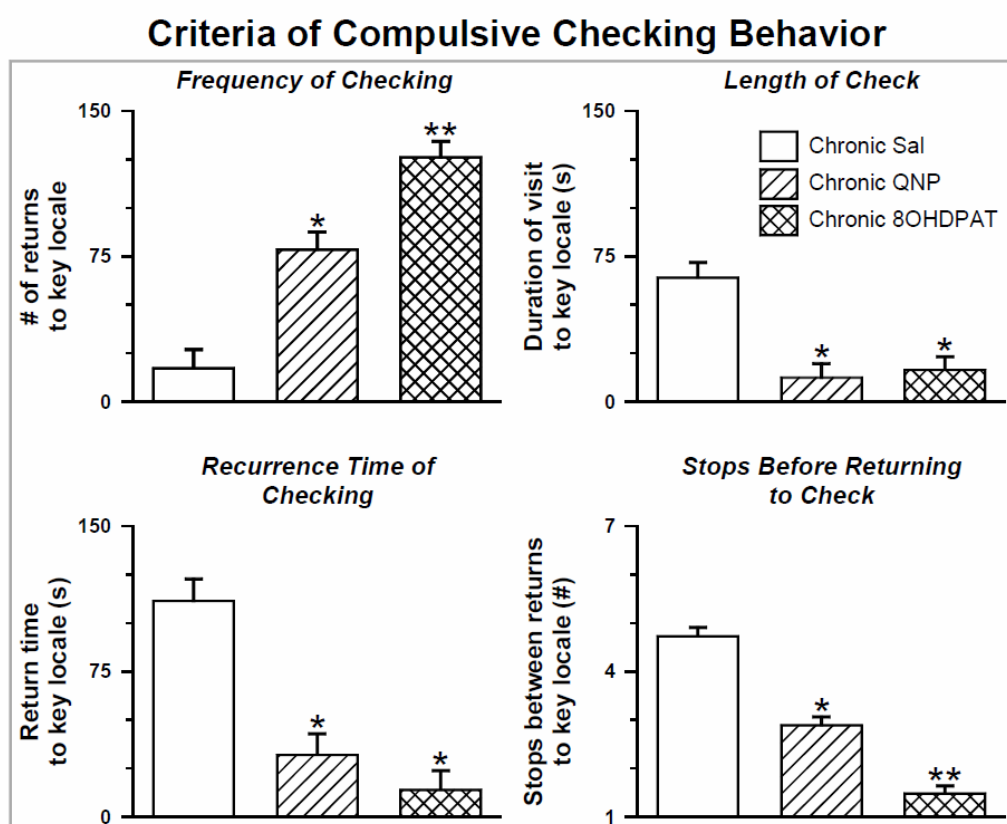 Criteria of Compulsive Checking Behavior
Frequency of Checking
# of returns
to key locale
150
75
0
*
**
Length of Check
Duration of visit
to key locale (s)
150
75
0
Chronic Sal
Chronic QNP
Chronic 8OHDPAT
*
*
Recurrence Time of
Checking
Return time
to key locale (s)
150
75
0
*
*
Stops Before Returning
to Check
Stops between returns
to key locale (#)
7
4
1
*
**